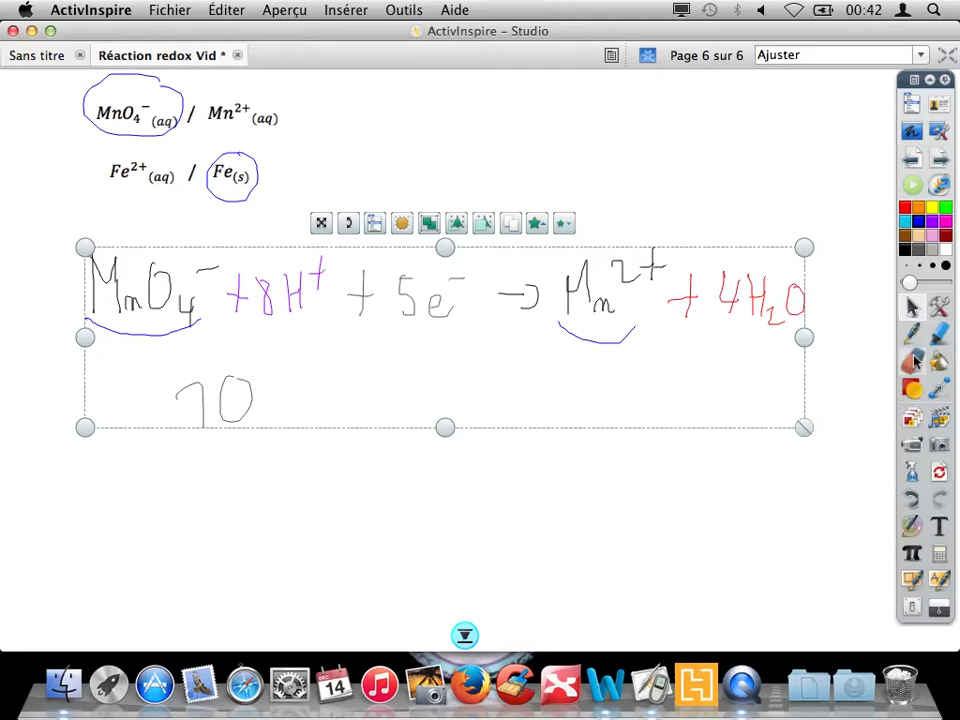 ActivInspire Fichier Éditer Aperçu Insérer Outils Aide 00:42
ActivInspire – Studio
Sans titre Réaction redox Vid * Page 6 sur 6 Ajuster
MnO₄⁻(aq) / Mn²⁺(aq)
Fe²⁺(aq) / Fe(s)
MnO₄⁻ + 8H⁺ + 5e⁻ → Mn²⁺ + 4H₂O
10
T
π
DEC
14
W
H